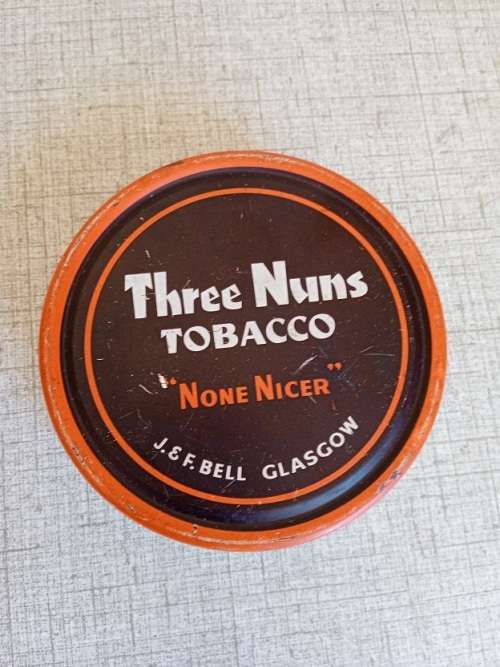 Three Nuns
TOBACCO
"NONE NICER"
J. & F. BELL GLASGOW